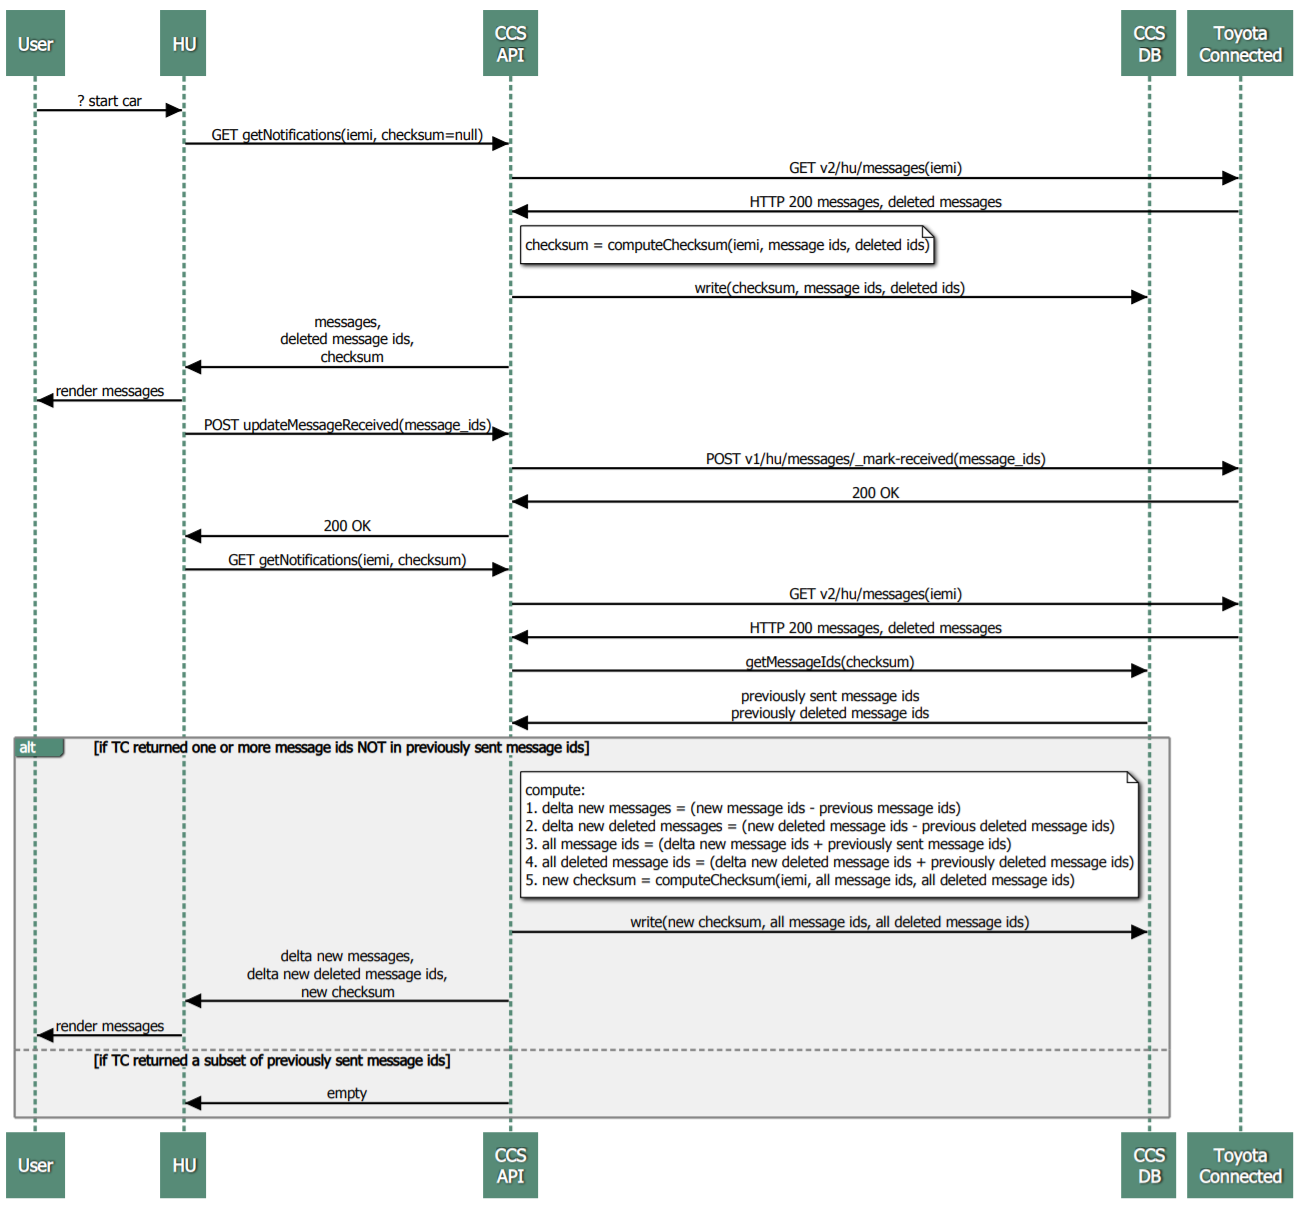 User
HU
CCS
API
CCS
DB
Toyota
Connected
? start car
GET getNotifications(iemi, checksum=null)
GET v2/hu/messages(iemi)
HTTP 200 messages, deleted messages
checksum = computeChecksum(iemi, message ids, deleted ids)
write(checksum, message ids, deleted ids)
messages,
deleted message ids,
checksum
render messages
POST updateMessageReceived(message_ids)
POST v1/hu/messages/_mark-received(message_ids)
200 OK
200 OK
GET getNotifications(iemi, checksum)
GET v2/hu/messages(iemi)
HTTP 200 messages, deleted messages
getMessageIds(checksum)
previously sent message ids
previously deleted message ids
alt
[if TC returned one or more message ids NOT in previously sent message ids]
compute:
1. delta new messages = (new message ids - previous message ids)
2. delta new deleted messages = (new deleted message ids - previous deleted message ids)
3. all message ids = (delta new message ids + previously sent message ids)
4. all deleted message ids = (delta new deleted message ids + previously deleted message ids)
5. new checksum = computeChecksum(iemi, all message ids, all deleted message ids)
write(new checksum, all message ids, all deleted message ids)
delta new messages,
delta new deleted message ids,
new checksum
render messages
[if TC returned a subset of previously sent message ids]
empty
User
HU
CCS
API
CCS
DB
Toyota
Connected